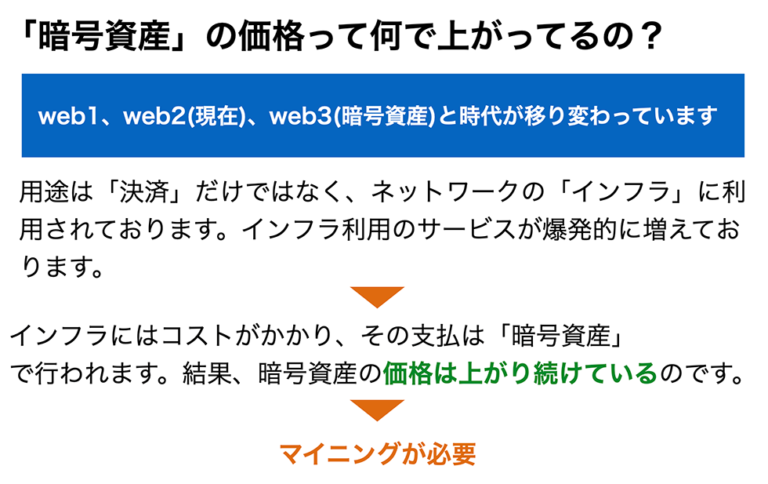 「暗号資産」の価格って何で上がってるの？
web1、web2(現在)、web3(暗号資産)と時代が移り変わっています
用途は「決済」だけではなく、ネットワークの「インフラ」に利
用されております。インフラ利用のサービスが爆発的に増えてお
ります。
インフラにはコストがかかり、その支払は「暗号資産」
で行われます。結果、暗号資産の価格は上がり続けているのです。
マイニングが必要